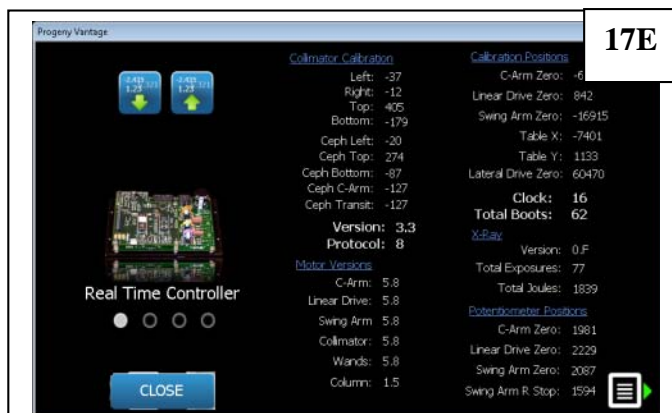 17E
Progeny Vantage
Collimator Calibration
Left: -37
Right: -12
Top: 405
Bottom: -179
Ceph Left: -20
Ceph Top: 274
Ceph Bottom: -87
Ceph C-Arm: -127
Ceph Transit: -127
Version: 3.3
Protocol: 8
Motor Versions
C-Arm: 5.8
Linear Drive: 5.8
Swing Arm 5.8
Collimator: 5.8
Wands: 5.8
Column: 1.5
Calibration Positions
C-Arm Zero: -6
Linear Drive Zero: 842
Swing Arm Zero: -16915
Table X: -7401
Table Y: 1133
Lateral Drive Zero: 60470
Clock: 16
Total Boots: 62
X-Ray
Version: 0.F
Total Exposures: 77
Total Joules: 1839
Potentiometer Positions
C-Arm Zero: 1981
Linear Drive Zero: 2229
Swing Arm Zero: 2087
Swing Arm R Stop: 1594
Real Time Controller
CLOSE